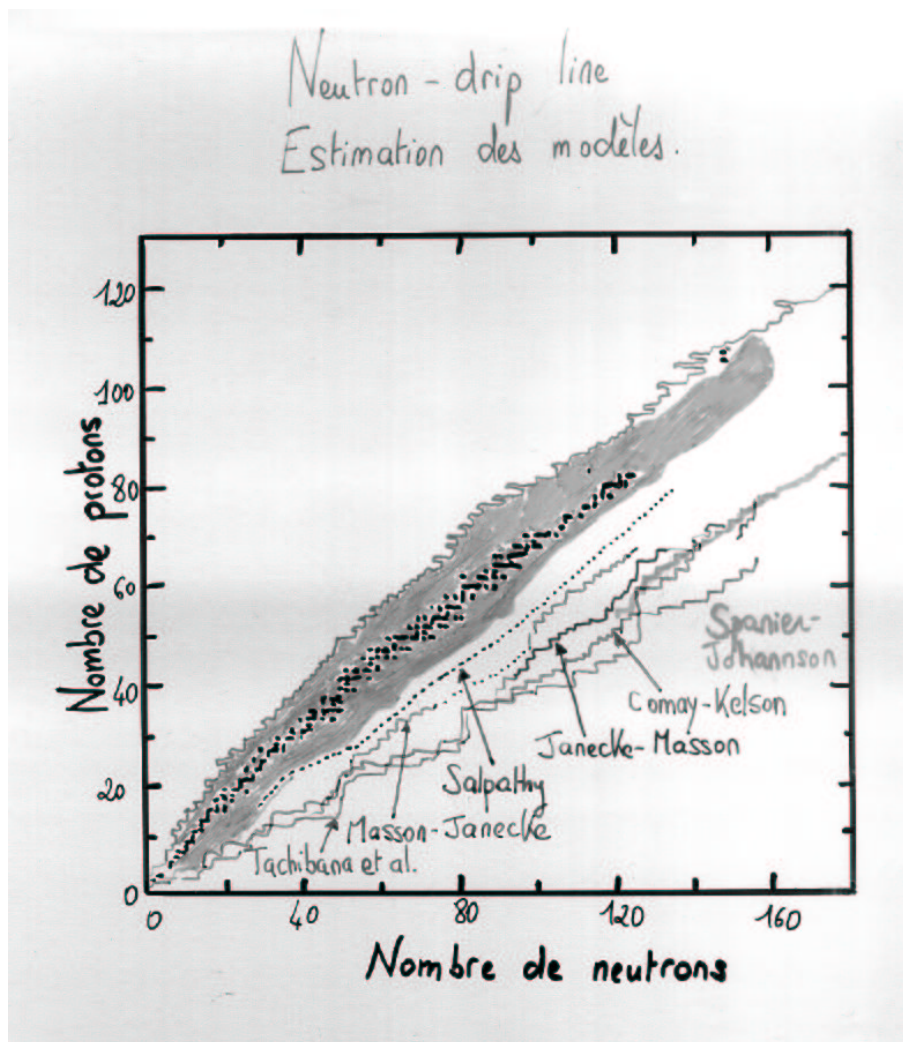 Neutron - drip line
Estimation des modèles.
120
100
80
60
40
20
0
Nombre de protons
Spanier-
Johannson
Comay-Kelson
Janecke-Masson
Salpathy
Masson-Janecke
Tachibana et al.
0
40
80
120
160
Nombre de neutrons